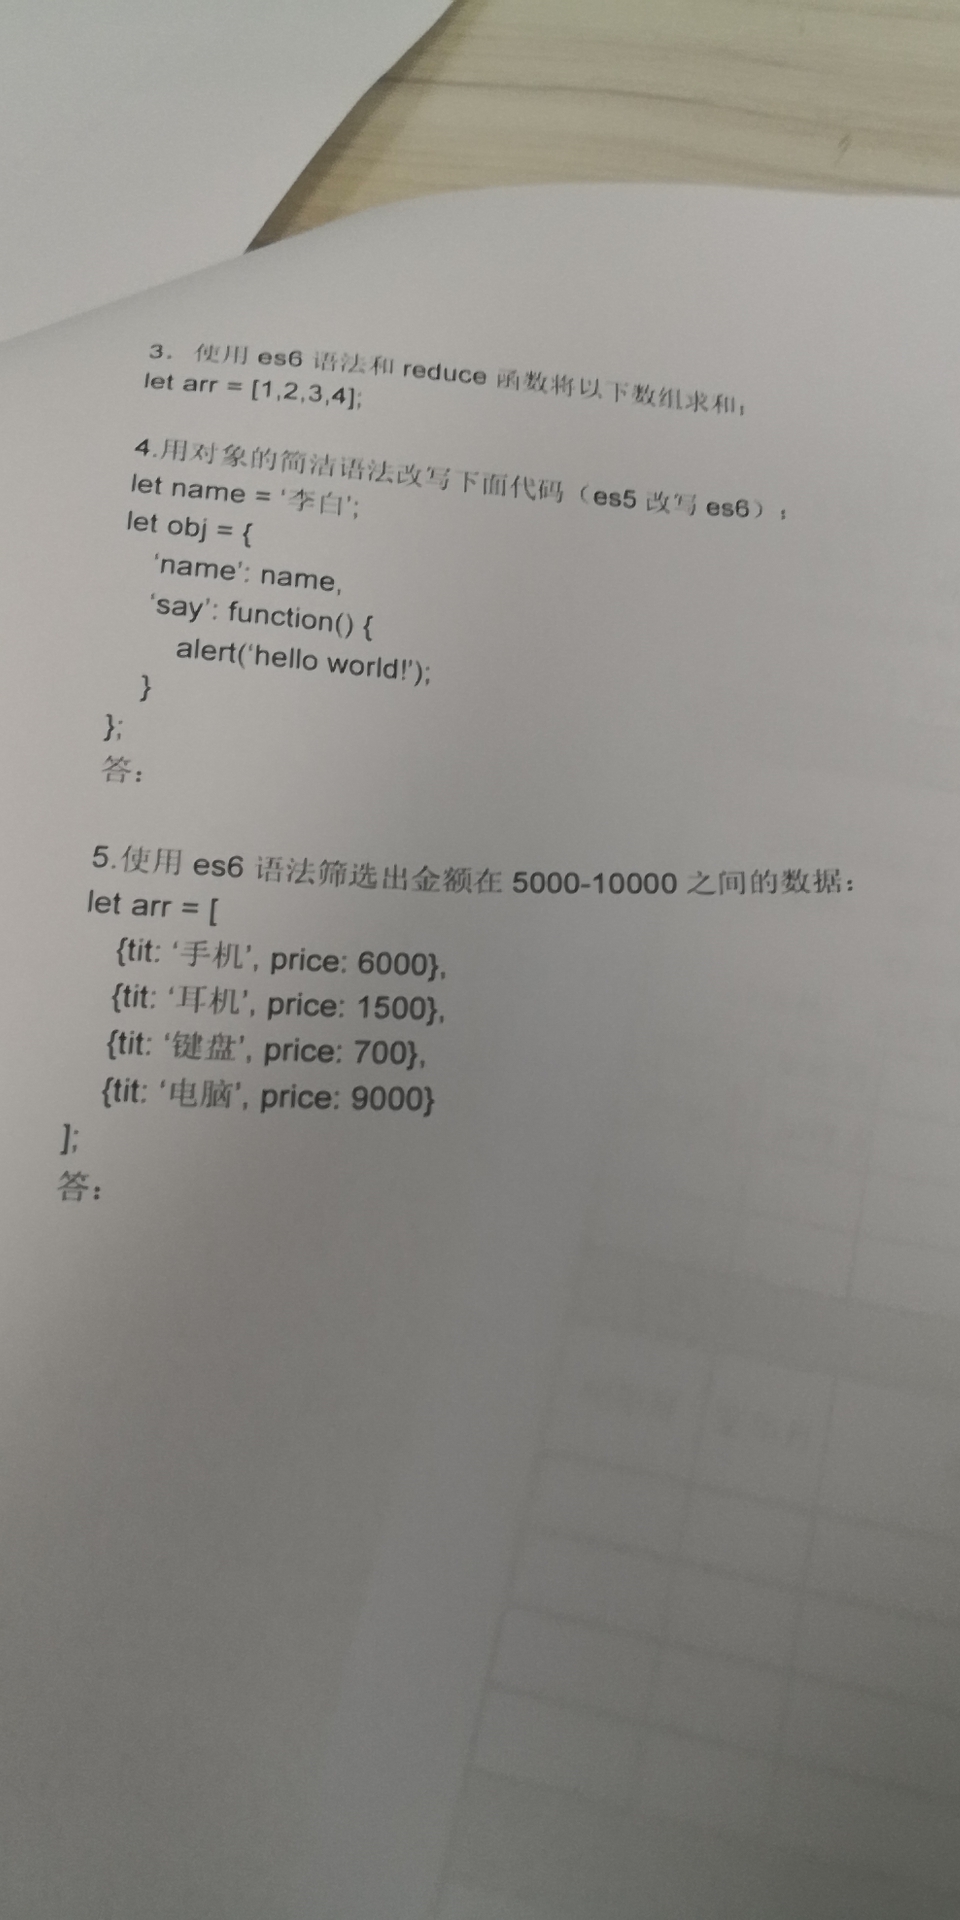 3. 使用 es6 语法和 reduce 函数将以下数组求和；
let arr = [1,2,3,4];
4.用对象的简洁语法改写下面代码（es5 改写 es6）：
let name = ‘李白’;
let obj = {
‘name’: name,
‘say’: function() {
alert(‘hello world!’);
}
};
答：
5.使用 es6 语法筛选出金额在 5000-10000 之间的数据：
let arr = [
{tit: ‘手机’, price: 6000},
{tit: ‘耳机’, price: 1500},
{tit: ‘键盘’, price: 700},
{tit: ‘电脑’, price: 9000}
];
答：